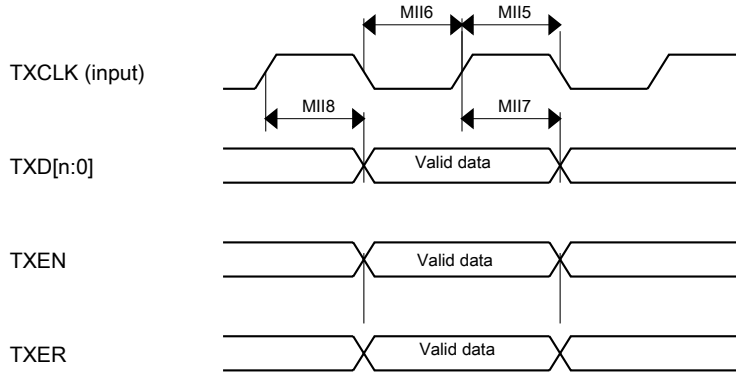 MII6 MII5
TXCLK (input)
MII8 MII7
TXD[n:0] Valid data
TXEN Valid data
TXER Valid data